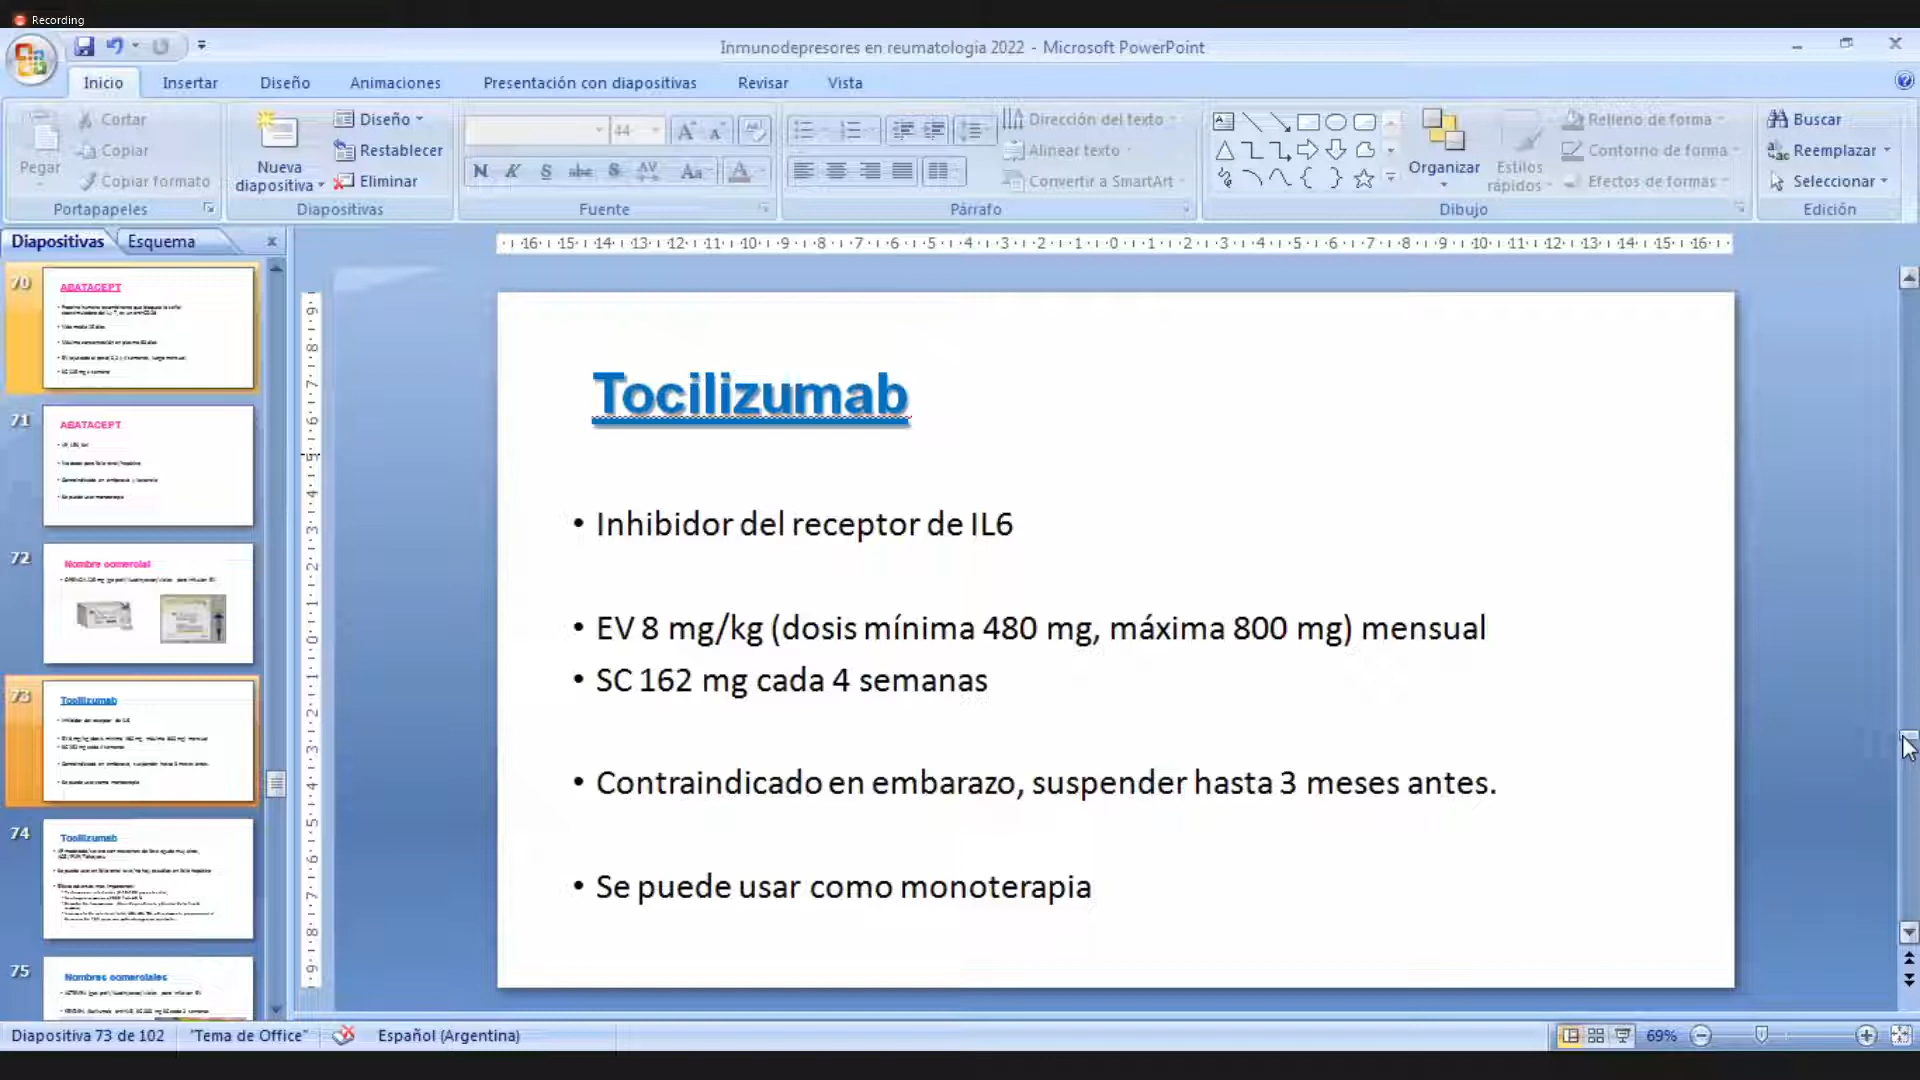 Recording
Inmunodepresores en reumatologia 2022 - Microsoft PowerPoint
Inicio
Insertar
Diseño
Animaciones
Presentación con diapositivas
Revisar
Vista
Pegar
Cortar
Copiar
Copiar formato
Portapapeles
Nueva diapositiva
Diseño
Restablecer
Eliminar
Diapositivas
44
Fuente
Dirección del texto
Alinear texto
Convertir a SmartArt
Párrafo
Organizar
Estilos rápidos
Relleno de forma
Contorno de forma
Efectos de formas
Dibujo
Buscar
Reemplazar
Seleccionar
Edición
Diapositivas
Esquema
70
ABATACEPT
71
ABATACEPT
72
Nombre comercial
73
Tocilizumab
74
Tocilizumab
75
Nombres comerciales
Tocilizumab
• Inhibidor del receptor de IL6
• EV 8 mg/kg (dosis mínima 480 mg, máxima 800 mg) mensual
• SC 162 mg cada 4 semanas
• Contraindicado en embarazo, suspender hasta 3 meses antes.
• Se puede usar como monoterapia
Diapositiva 73 de 102
"Tema de Office"
Español (Argentina)
69%